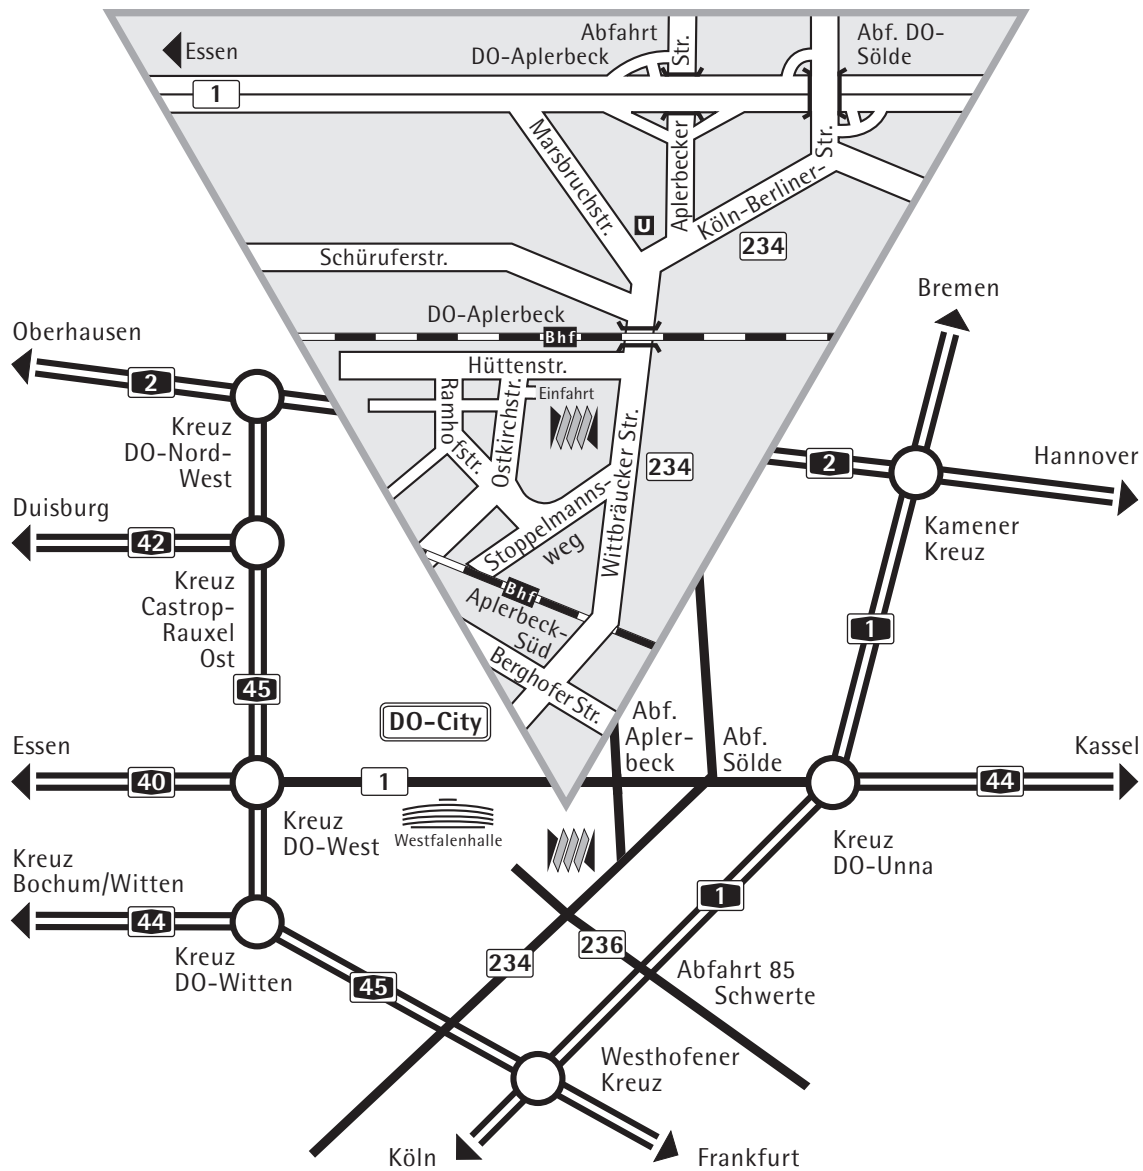 Abfahrt
DO-Aplerbeck
Str.
Abf. DO-
Sölde
Essen
1
Marsbruchstr.
Aplerbecker
Köln-Berliner-
Str.
U
234
Schüruferstr.
DO-Aplerbeck
Bhf
Hüttenstr.
Ramhofstr.
Ostkirchstr.
Einfahrt
Wittbräucker Str.
234
Stoppelmanns-
weg
Bhf
Aplerbeck-
Süd
Berghofer Str.
Bremen
Oberhausen
2
Kreuz
DO-Nord-
West
2
Hannover
Kamener
Kreuz
Duisburg
42
Kreuz
Castrop-
Rauxel
Ost
1
45
DO-City
Abf.
Apler-
beck
Abf.
Sölde
Essen
40
1
Kassel
44
Kreuz
DO-West
Westfalenhalle
Kreuz
DO-Unna
Kreuz
Bochum/Witten
44
1
Kreuz
DO-Witten
45
234
236
Abfahrt 85
Schwerte
Westhofener
Kreuz
Köln
Frankfurt